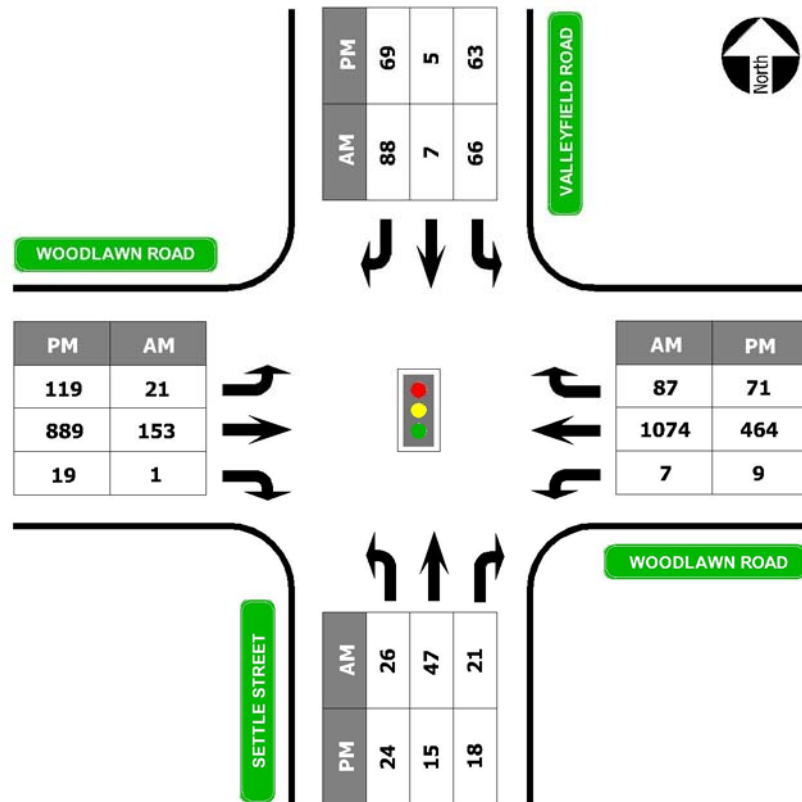 PM 69 5 63
AM 88 7 66
VALLEYFIELD ROAD
North
WOODLAWN ROAD
PM AM
119 21
889 153
19 1
AM PM
87 71
1074 464
7 9
WOODLAWN ROAD
SETTLE STREET
AM 26 47 21
PM 24 15 18